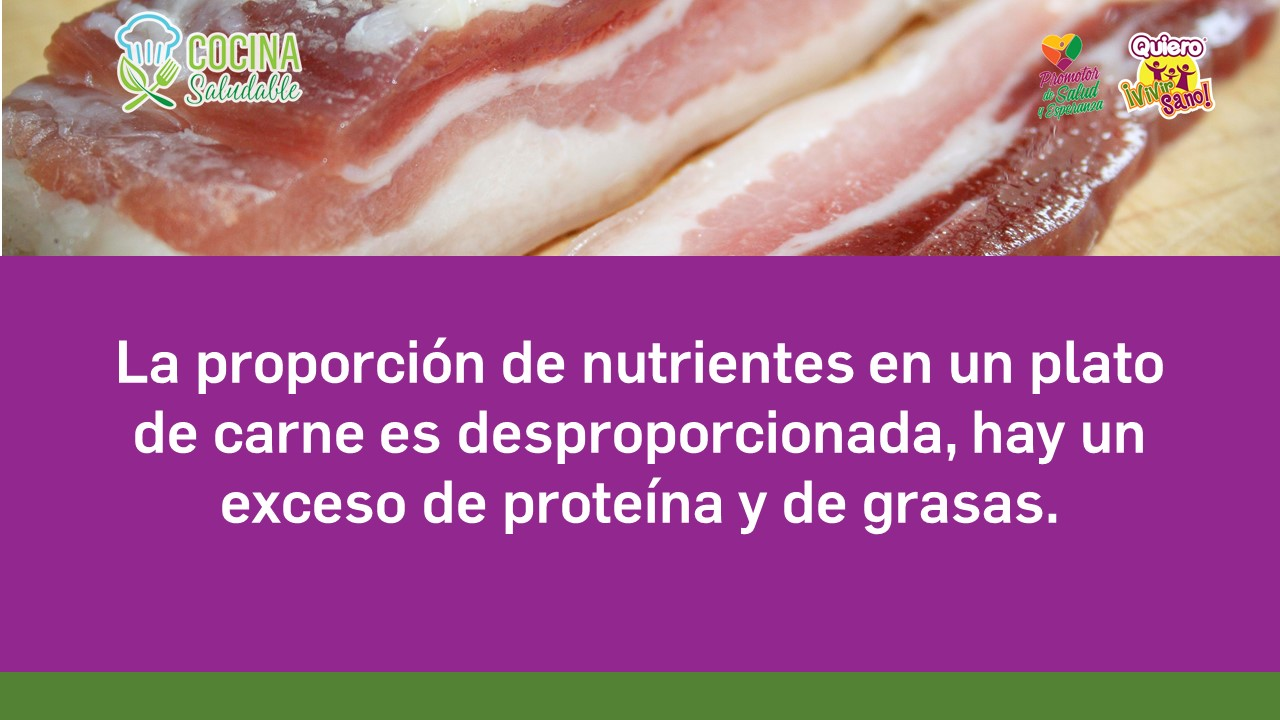 COCINA
Saludable
Promotor
de Salud
y Esperanza
Quiero
¡Vivir
Sano!
La proporción de nutrientes en un plato
de carne es desproporcionada, hay un
exceso de proteína y de grasas.